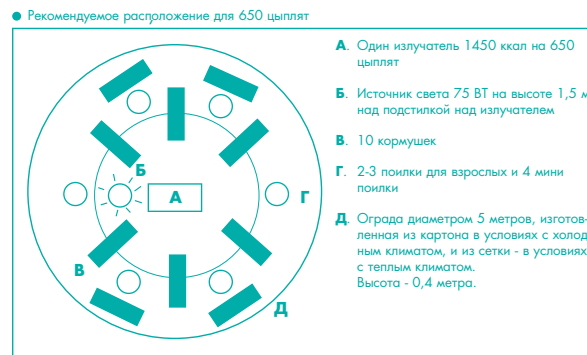 Рекомендуемое расположение для 650 цыплят
А. Один излучатель 1450 ккал на 650
цыплят
Б. Источник света 75 ВТ на высоте 1,5 м
над подстилкой над излучателем
В. 10 кормушек
Г. 2-3 поилки для взрослых и 4 мини
поилки
Д. Ограда диаметром 5 метров, изготов-
ленная из картона в условиях с холод
ным климатом, и из сетки - в условиях
с теплым климатом.
Высота - 0,4 метра.
Б
А
Г
В
Д